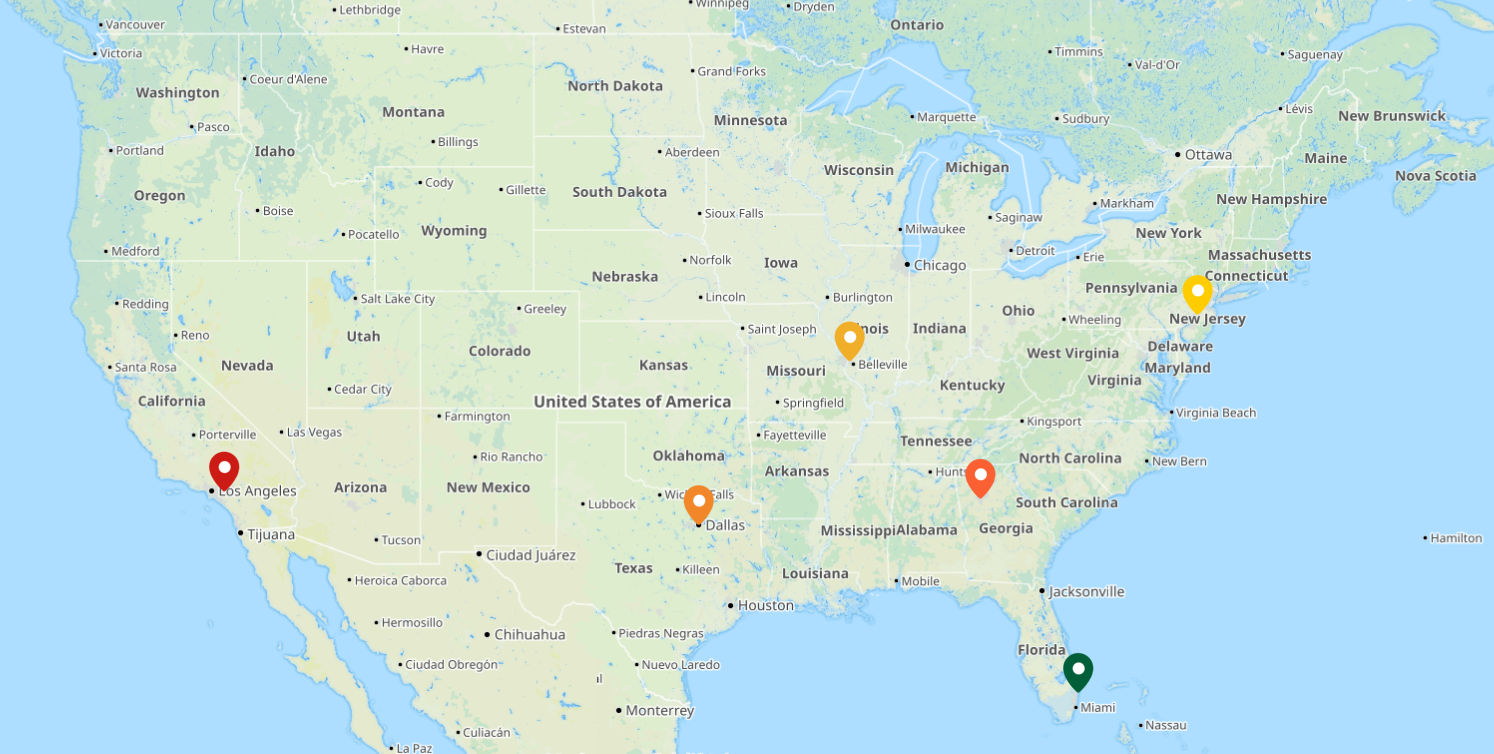 Lethbridge
Winnipeg
Dryden
Vancouver
Estevan
Ontario
Victoria
Havre
Timmins
Saguenay
Val-d'Or
Coeur d'Alene
Grand Forks
North Dakota
Washington
Montana
Minnesota
Marquette
Sudbury
Lévis
New Brunswick
Pasco
Billings
Portland
Idaho
Aberdeen
Ottawa
Maine
Wisconsin
Michigan
Nova Scotia
Cody
Gillette
South Dakota
Oregon
New Hampshire
Markham
Boise
Sioux Falls
Saginaw
Pocatello
Wyoming
Milwaukee
New York
Medford
Detroit
Erie
Massachusetts
Norfolk
Iowa
Chicago
Nebraska
Connecticut
Pennsylvania
Salt Lake City
Lincoln
Burlington
Redding
Greeley
Ohio
Wheeling
New Jersey
Reno
Utah
Saint Joseph
nois
Indiana
Delaware
Colorado
West Virginia
Santa Rosa
Nevada
Kansas
Missouri
Belleville
Maryland
Virginia
Cedar City
Kentucky
California
United States of America
Springfield
Farmington
Virginia Beach
Kingsport
Porterville
Las Vegas
Fayetteville
Tennessee
Rio Rancho
Oklahoma
North Carolina
New Bern
Arkansas
Hunts
Los Angeles
Arizona
New Mexico
Wic
Falls
Lubbock
South Carolina
Dallas
Mississippi
Alabama
Georgia
Tijuana
Tucson
Hamilton
Ciudad Juárez
Texas
Killeen
Louisiana
Heroica Caborca
Mobile
Jacksonville
Houston
Hermosillo
Chihuahua
Piedras Negras
Florida
Ciudad Obregón
Nuevo Laredo
Miami
Monterrey
Nassau
Culiacán
La Paz